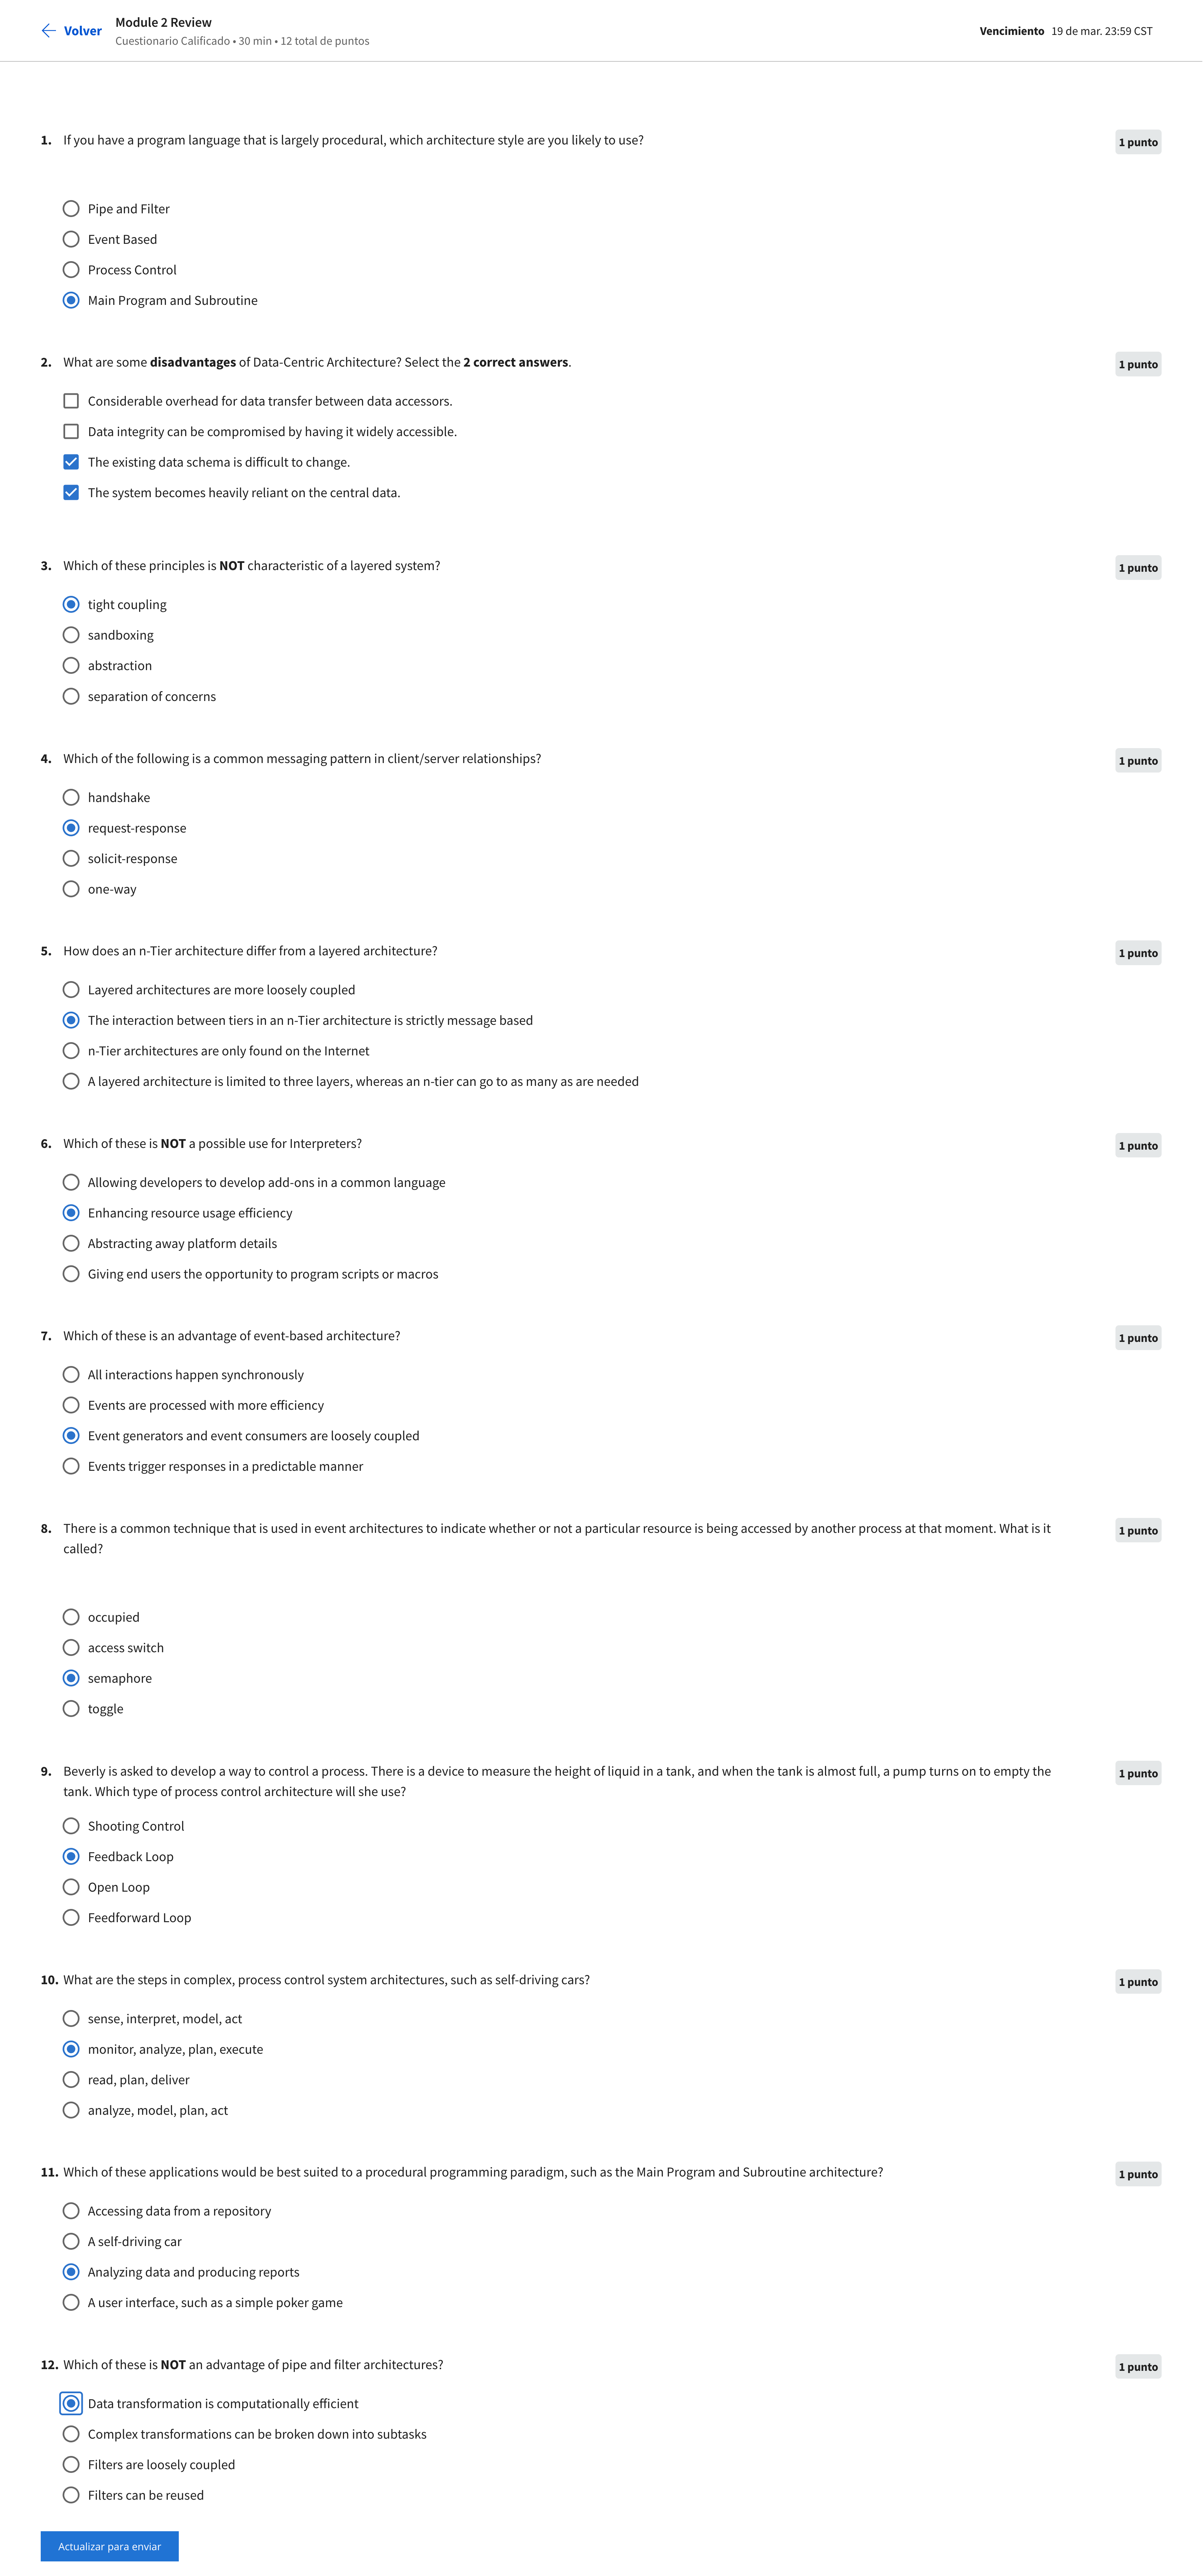 Volver
Module 2 Review
Cuestionario Calificado • 30 min • 12 total de puntos
Vencimiento 19 de mar. 23:59 CST
1. If you have a program language that is largely procedural, which architecture style are you likely to use?
1 punto
Pipe and Filter
Event Based
Process Control
Main Program and Subroutine
2. What are some disadvantages of Data-Centric Architecture? Select the 2 correct answers.
1 punto
Considerable overhead for data transfer between data accessors.
Data integrity can be compromised by having it widely accessible.
The existing data schema is difficult to change.
The system becomes heavily reliant on the central data.
3. Which of these principles is NOT characteristic of a layered system?
1 punto
tight coupling
sandboxing
abstraction
separation of concerns
4. Which of the following is a common messaging pattern in client/server relationships?
1 punto
handshake
request-response
solicit-response
one-way
5. How does an n-Tier architecture differ from a layered architecture?
1 punto
Layered architectures are more loosely coupled
The interaction between tiers in an n-Tier architecture is strictly message based
n-Tier architectures are only found on the Internet
A layered architecture is limited to three layers, whereas an n-tier can go to as many as are needed
6. Which of these is NOT a possible use for Interpreters?
1 punto
Allowing developers to develop add-ons in a common language
Enhancing resource usage efficiency
Abstracting away platform details
Giving end users the opportunity to program scripts or macros
7. Which of these is an advantage of event-based architecture?
1 punto
All interactions happen synchronously
Events are processed with more efficiency
Event generators and event consumers are loosely coupled
Events trigger responses in a predictable manner
8. There is a common technique that is used in event architectures to indicate whether or not a particular resource is being accessed by another process at that moment. What is it
called?
1 punto
occupied
access switch
semaphore
toggle
9. Beverly is asked to develop a way to control a process. There is a device to measure the height of liquid in a tank, and when the tank is almost full, a pump turns on to empty the
tank. Which type of process control architecture will she use?
1 punto
Shooting Control
Feedback Loop
Open Loop
Feedforward Loop
10. What are the steps in complex, process control system architectures, such as self-driving cars?
1 punto
sense, interpret, model, act
monitor, analyze, plan, execute
read, plan, deliver
analyze, model, plan, act
11. Which of these applications would be best suited to a procedural programming paradigm, such as the Main Program and Subroutine architecture?
1 punto
Accessing data from a repository
A self-driving car
Analyzing data and producing reports
A user interface, such as a simple poker game
12. Which of these is NOT an advantage of pipe and filter architectures?
1 punto
Data transformation is computationally efficient
Complex transformations can be broken down into subtasks
Filters are loosely coupled
Filters can be reused
Actualizar para enviar